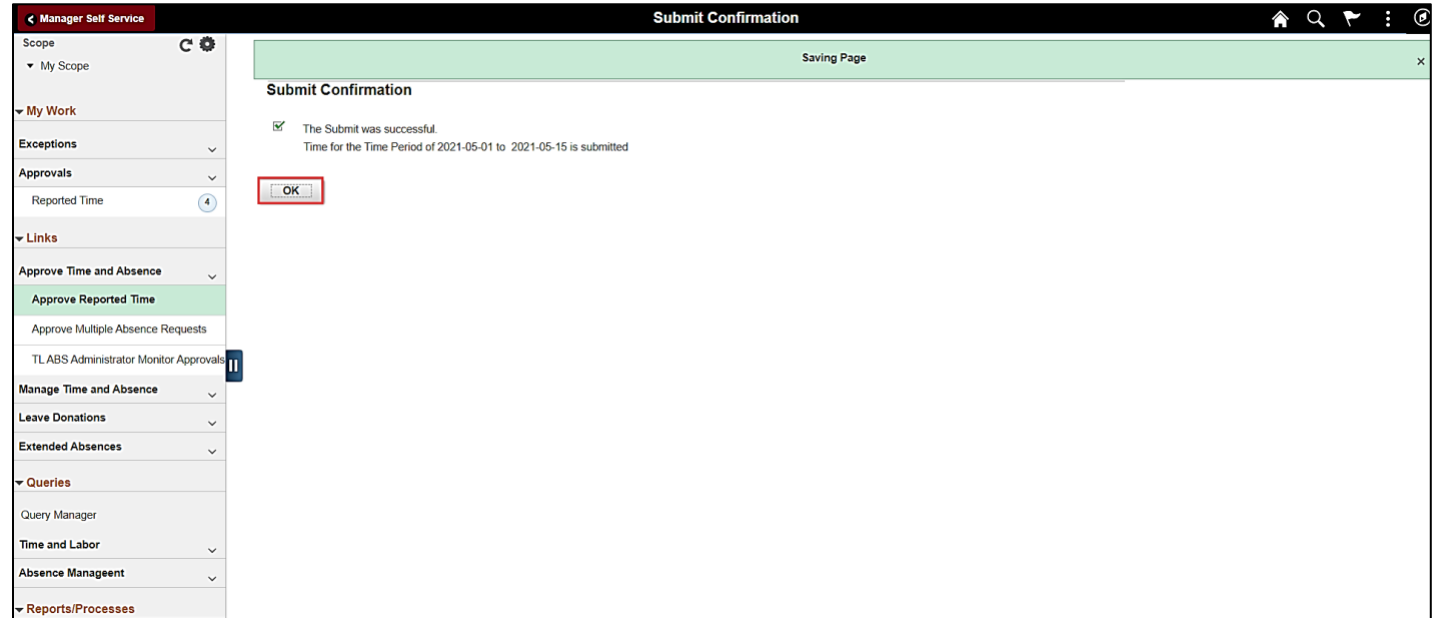 Manager Self Service
Submit Confirmation
Scope
My Scope
My Work
Exceptions
Approvals
Reported Time
4
Links
Approve Time and Absence
Approve Reported Time
Approve Multiple Absence Requests
TL ABS Administrator Monitor Approvals
Manage Time and Absence
Leave Donations
Extended Absences
Queries
Query Manager
Time and Labor
Absence Manageent
Reports/Processes
Saving Page
×
Submit Confirmation
The Submit was successful.
Time for the Time Period of 2021-05-01 to 2021-05-15 is submitted
OK